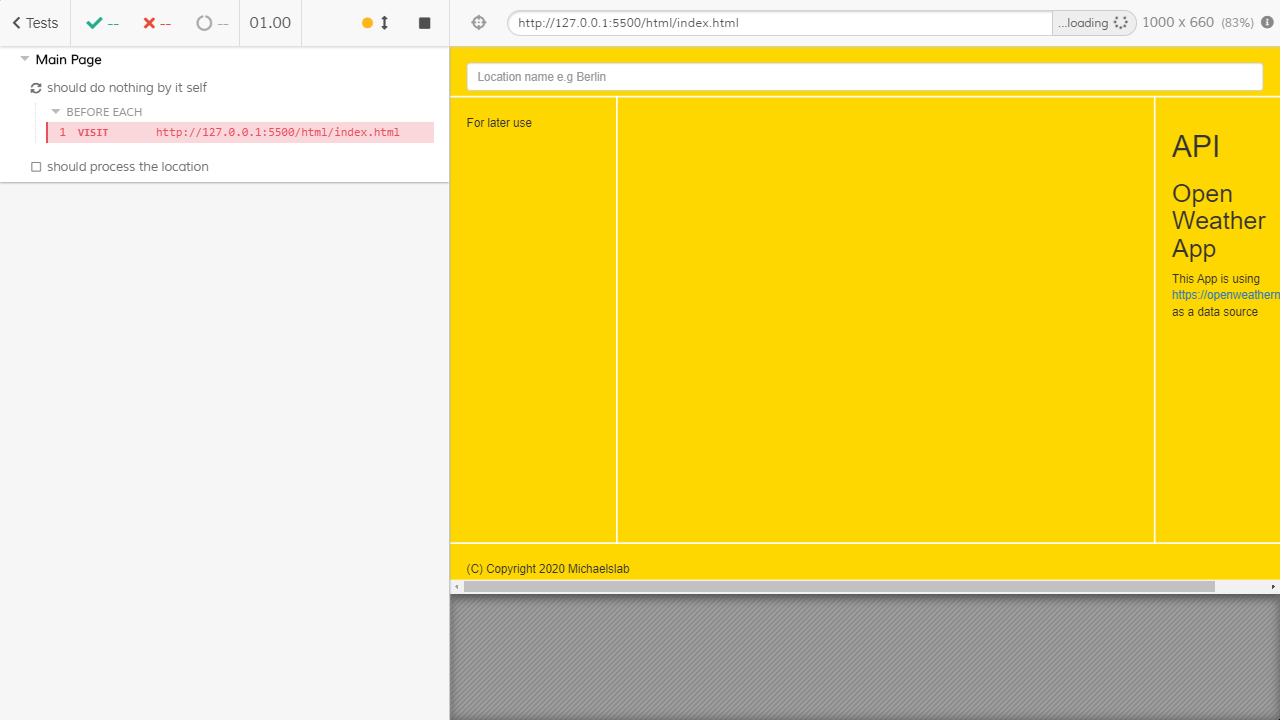 Tests -- -- -- 01.00
http://127.0.0.1:5500/html/index.html ...loading 1000 x 660 (83%)
Main Page
should do nothing by it self
BEFORE EACH
1 VISIT http://127.0.0.1:5500/html/index.html
should process the location
Location name e.g Berlin
For later use
API
Open
Weather
App
This App is using
https://openweatherm
as a data source
(C) Copyright 2020 Michaelslab